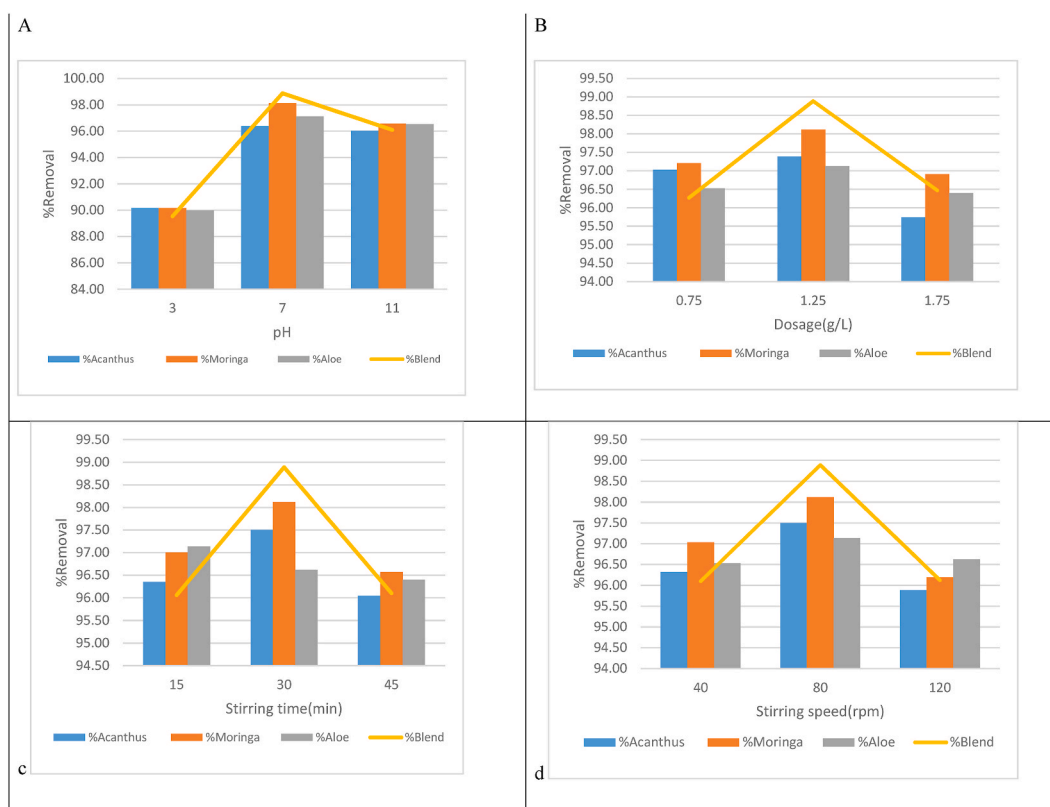 A
100.00
98.00
96.00
94.00
92.00
90.00
88.00
86.00
84.00
%Removal
3 7 11
pH
%Acanthus %Moringa %Aloe %Blend
B
99.50
99.00
98.50
98.00
97.50
97.00
96.50
96.00
95.50
95.00
94.50
94.00
%Removal
0.75 1.25 1.75
Dosage(g/L)
%Acanthus %Moringa %Aloe %Blend
99.50
99.00
98.50
98.00
97.50
97.00
96.50
96.00
95.50
95.00
94.50
%Removal
15 30 45
Stirring time(min)
%Acanthus %Moringa %Aloe %Blend
c
99.50
99.00
98.50
98.00
97.50
97.00
96.50
96.00
95.50
95.00
94.50
94.00
%Removal
40 80 120
Stirring speed(rpm)
%Acanthus %Moringa %Aloe %Blend
d